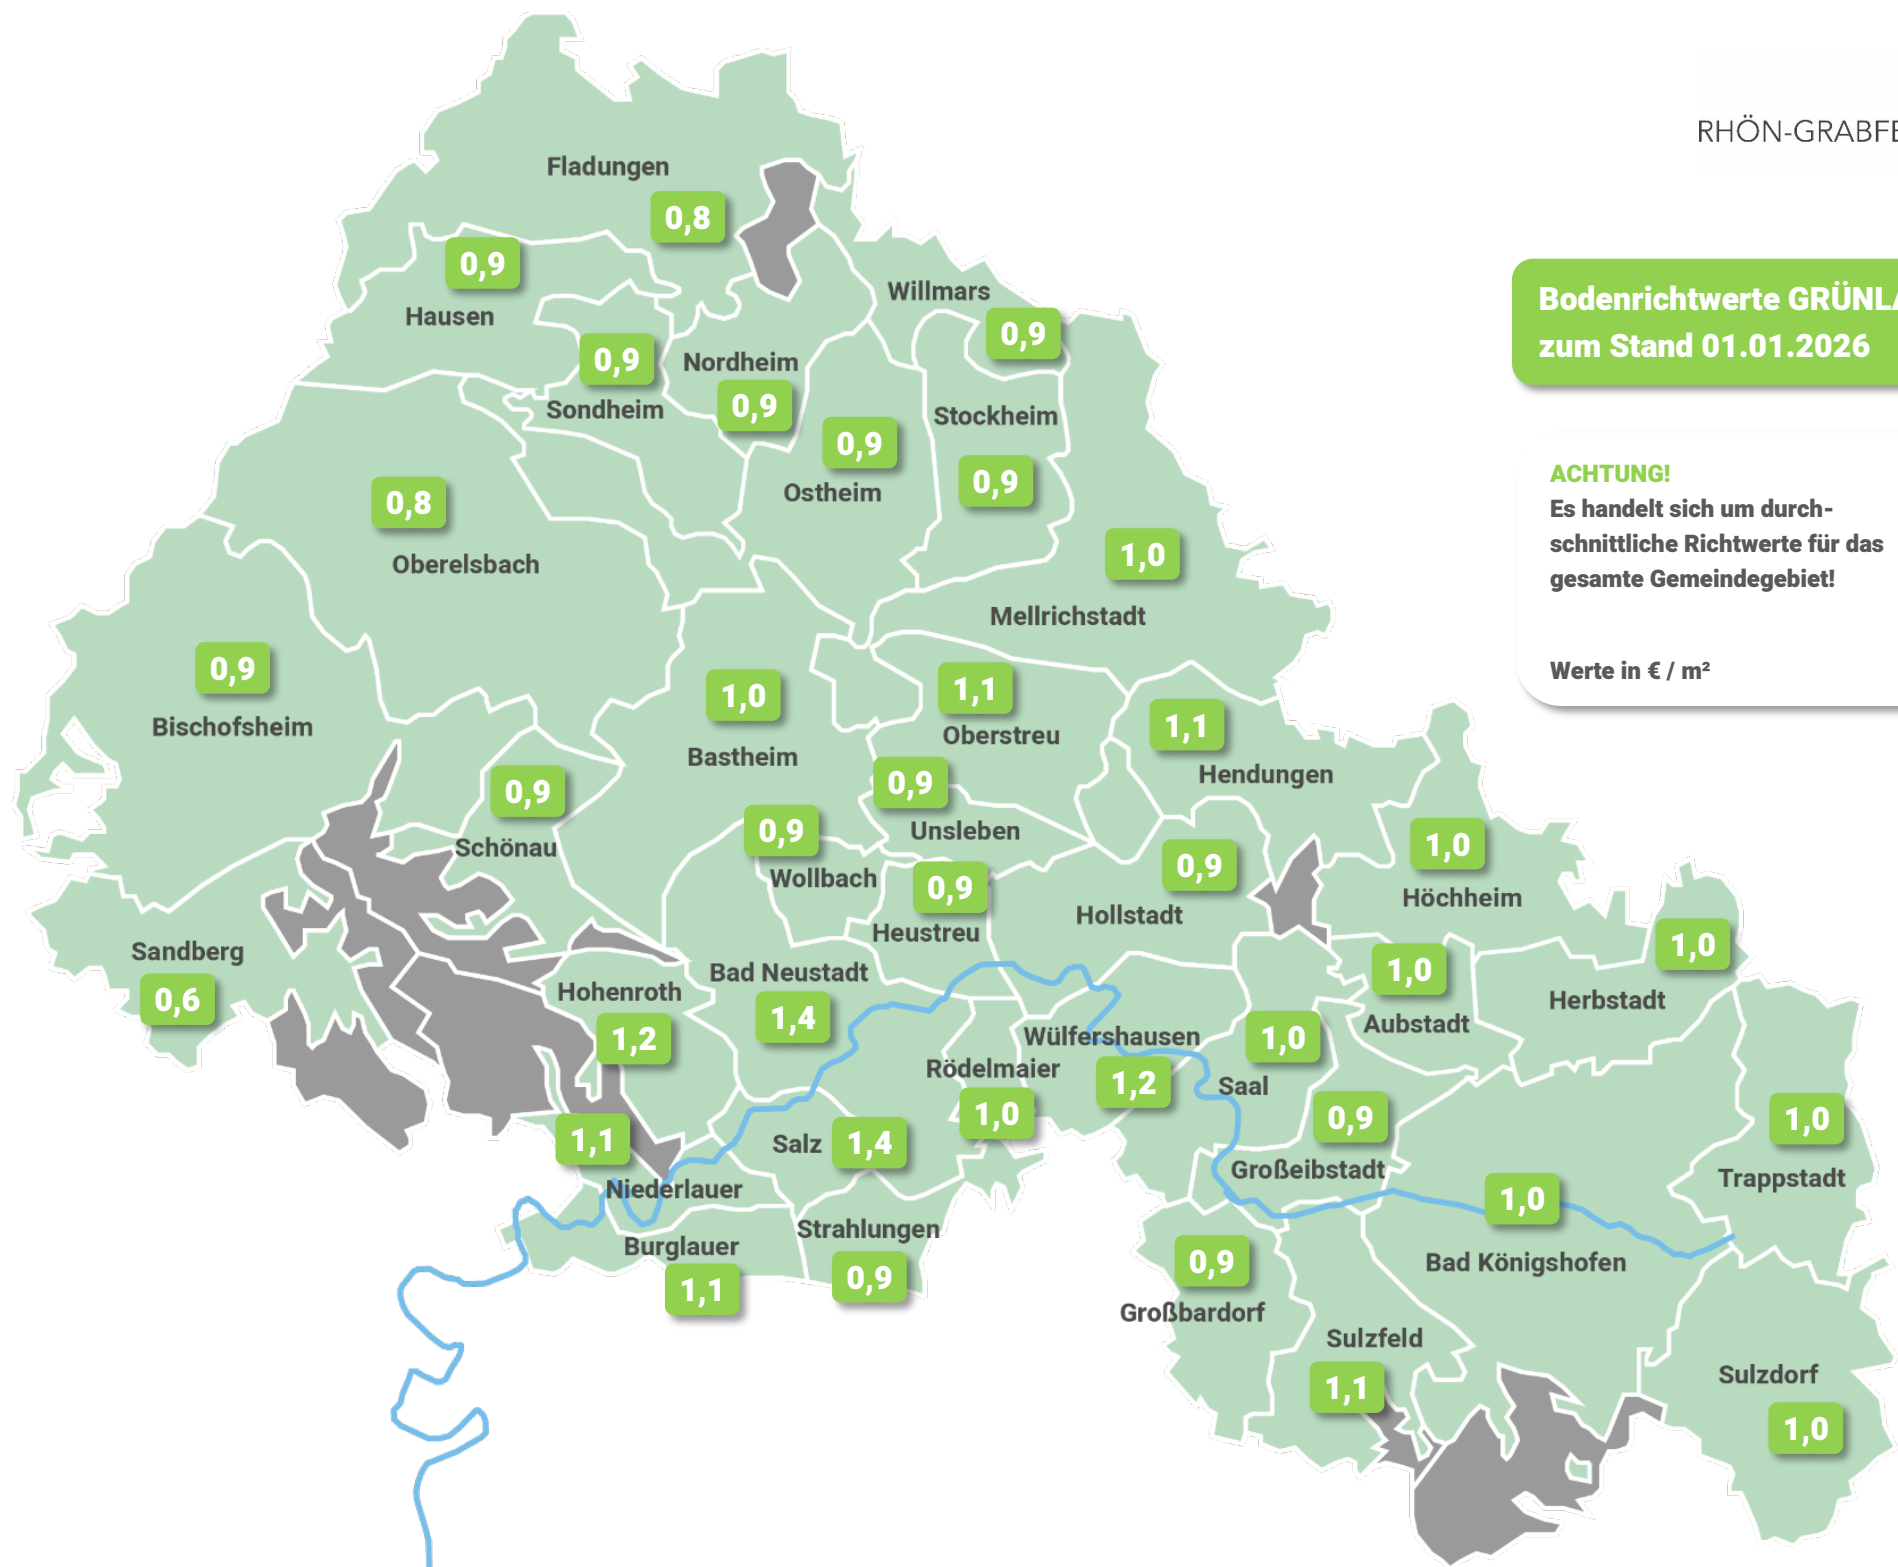 RHÖN-GRABFE
Bodenrichtwerte GRÜNLA
zum Stand 01.01.2026
ACHTUNG!
Es handelt sich um durch-
schnittliche Richtwerte für das
gesamte Gemeindegebiet!
Werte in € / m²
Fladungen
0,8
0,9
Hausen
Willmars
0,9
0,9
Sondheim
Nordheim
0,9
Stockheim
0,9
0,9
Ostheim
0,8
Oberelsbach
1,0
Mellrichstadt
0,9
Bischofsheim
1,0
Bastheim
1,1
Oberstreu
1,1
Hendungen
0,9
Schönau
0,9
Unsleben
0,9
Wollbach
0,9
Heustreu
0,9
Hollstadt
1,0
Höchheim
Sandberg
0,6
Hohenroth
1,2
Bad Neustadt
1,4
1,0
Aubstadt
1,0
Herbstadt
Wülfershausen
1,2
1,0
Saal
Rödelmaier
1,0
1,1
Niederlauer
Salz
1,4
0,9
Großeibstadt
1,0
Trappstadt
Burglauer
1,1
Strahlungen
0,9
1,0
Bad Königshofen
0,9
Großbardorf
Sulzfeld
1,1
Sulzdorf
1,0